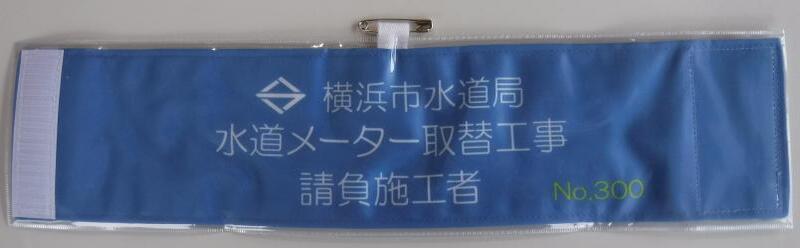 横浜市水道局
水道メーター取替工事
請負施工者 No.300